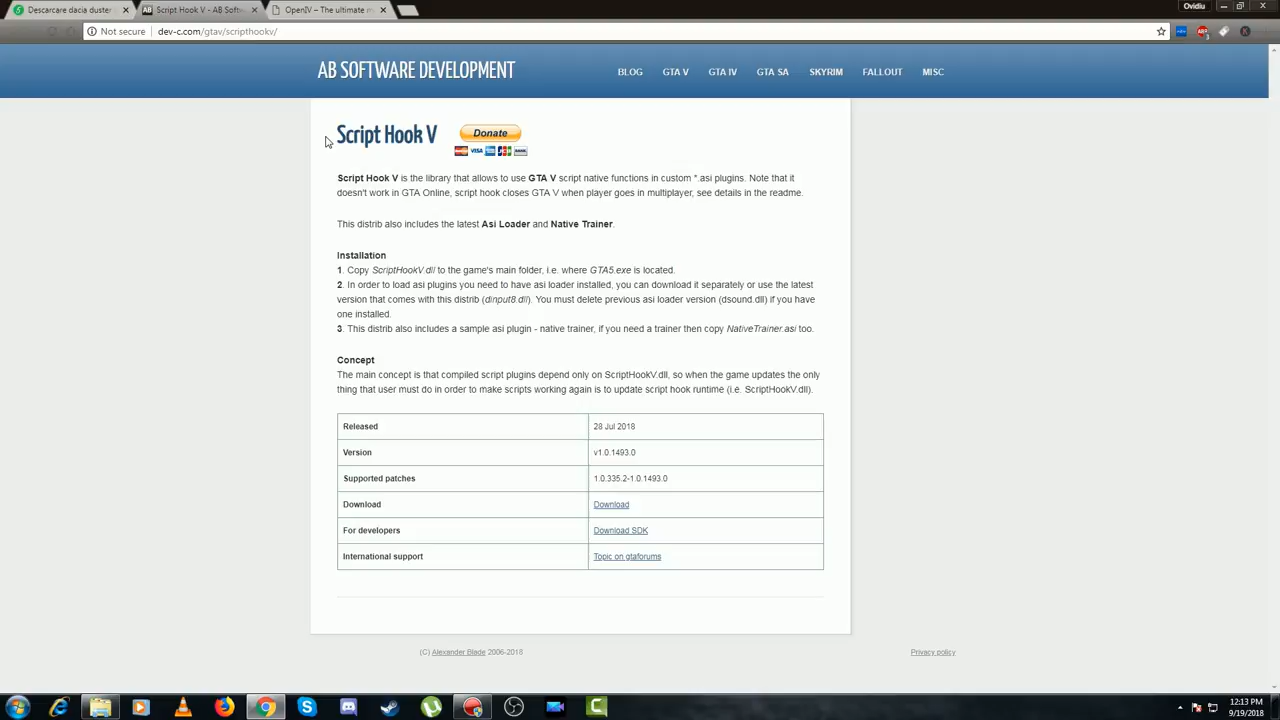 Descarcare dacia duster
Script Hook V - AB Softw
OpenIV – The ultimate m
Ovidiu
Not secure
dev-c.com/gtav/scripthookv/
AB SOFTWARE DEVELOPMENT
BLOG GTA V GTA IV GTA SA SKYRIM FALLOUT MISC
Script Hook V
Donate
Script Hook V is the library that allows to use GTA V script native functions in custom *.asi plugins. Note that it
doesn't work in GTA Online, script hook closes GTA V when player goes in multiplayer, see details in the readme.
This distrib also includes the latest Asi Loader and Native Trainer.
Installation
1. Copy ScriptHookV.dll to the game's main folder, i.e. where GTA5.exe is located.
2. In order to load asi plugins you need to have asi loader installed, you can download it separately or use the latest
version that comes with this distrib (dinput8.dll). You must delete previous asi loader version (dsound.dll) if you have
one installed.
3. This distrib also includes a sample asi plugin - native trainer, if you need a trainer then copy NativeTrainer.asi too.
Concept
The main concept is that compiled script plugins depend only on ScriptHookV.dll, so when the game updates the only
thing that user must do in order to make scripts working again is to update script hook runtime (i.e. ScriptHookV.dll).
Released 28 Jul 2018
Version v1.0.1493.0
Supported patches 1.0.335.2-1.0.1493.0
Download Download
For developers Download SDK
International support Topic on gtaforums
(C) Alexander Blade 2006-2018
Privacy policy
12:13 PM
9/19/2018